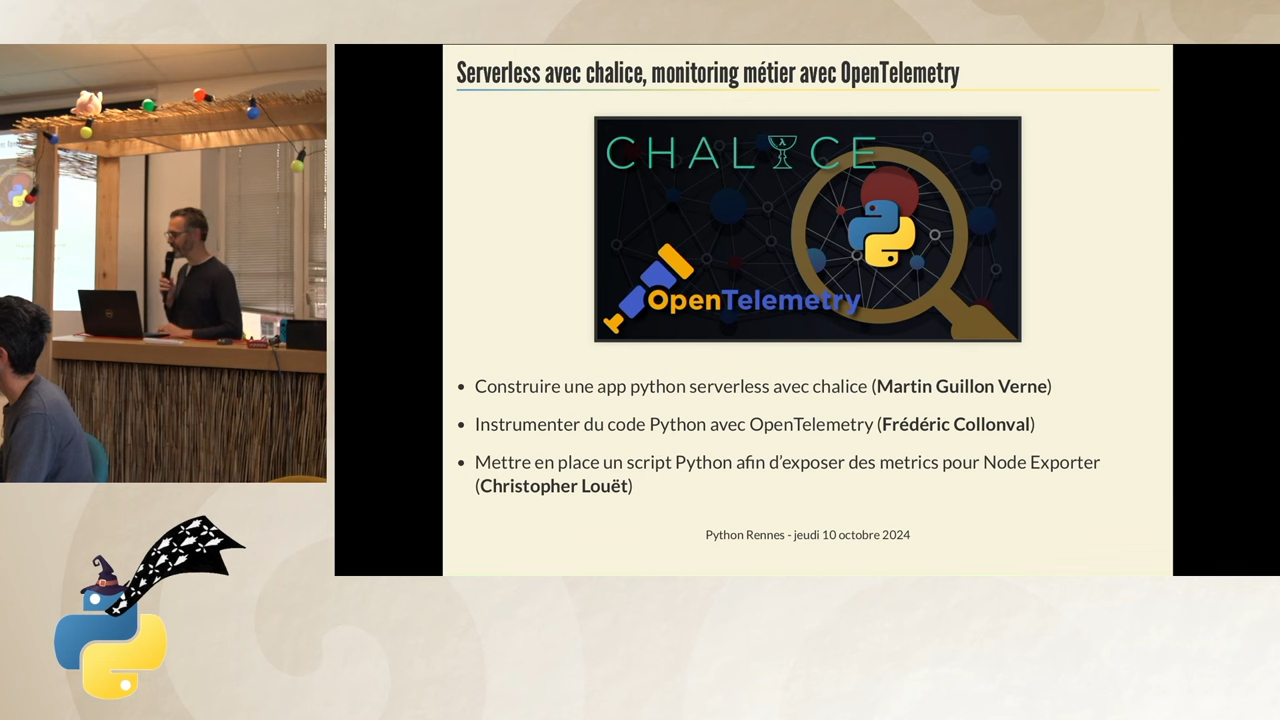 Serverless avec chalice, monitoring métier avec OpenTelemetry
CHALICE
λ
OpenTelemetry
• Construire une app python serverless avec chalice (Martin Guillon Verne)
• Instrumenter du code Python avec OpenTelemetry (Frédéric Collonval)
• Mettre en place un script Python afin d’exposer des metrics pour Node Exporter
(Christopher Louët)
Python Rennes - jeudi 10 octobre 2024